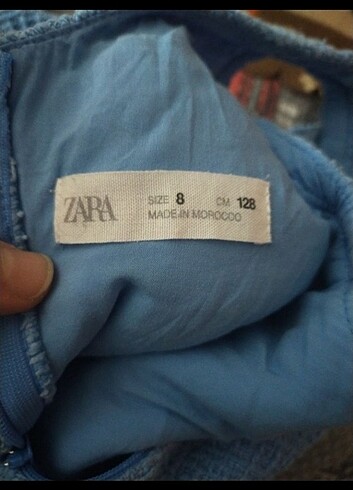 ZARA
SIZE 8 CM 128
MADE IN MOROCCO